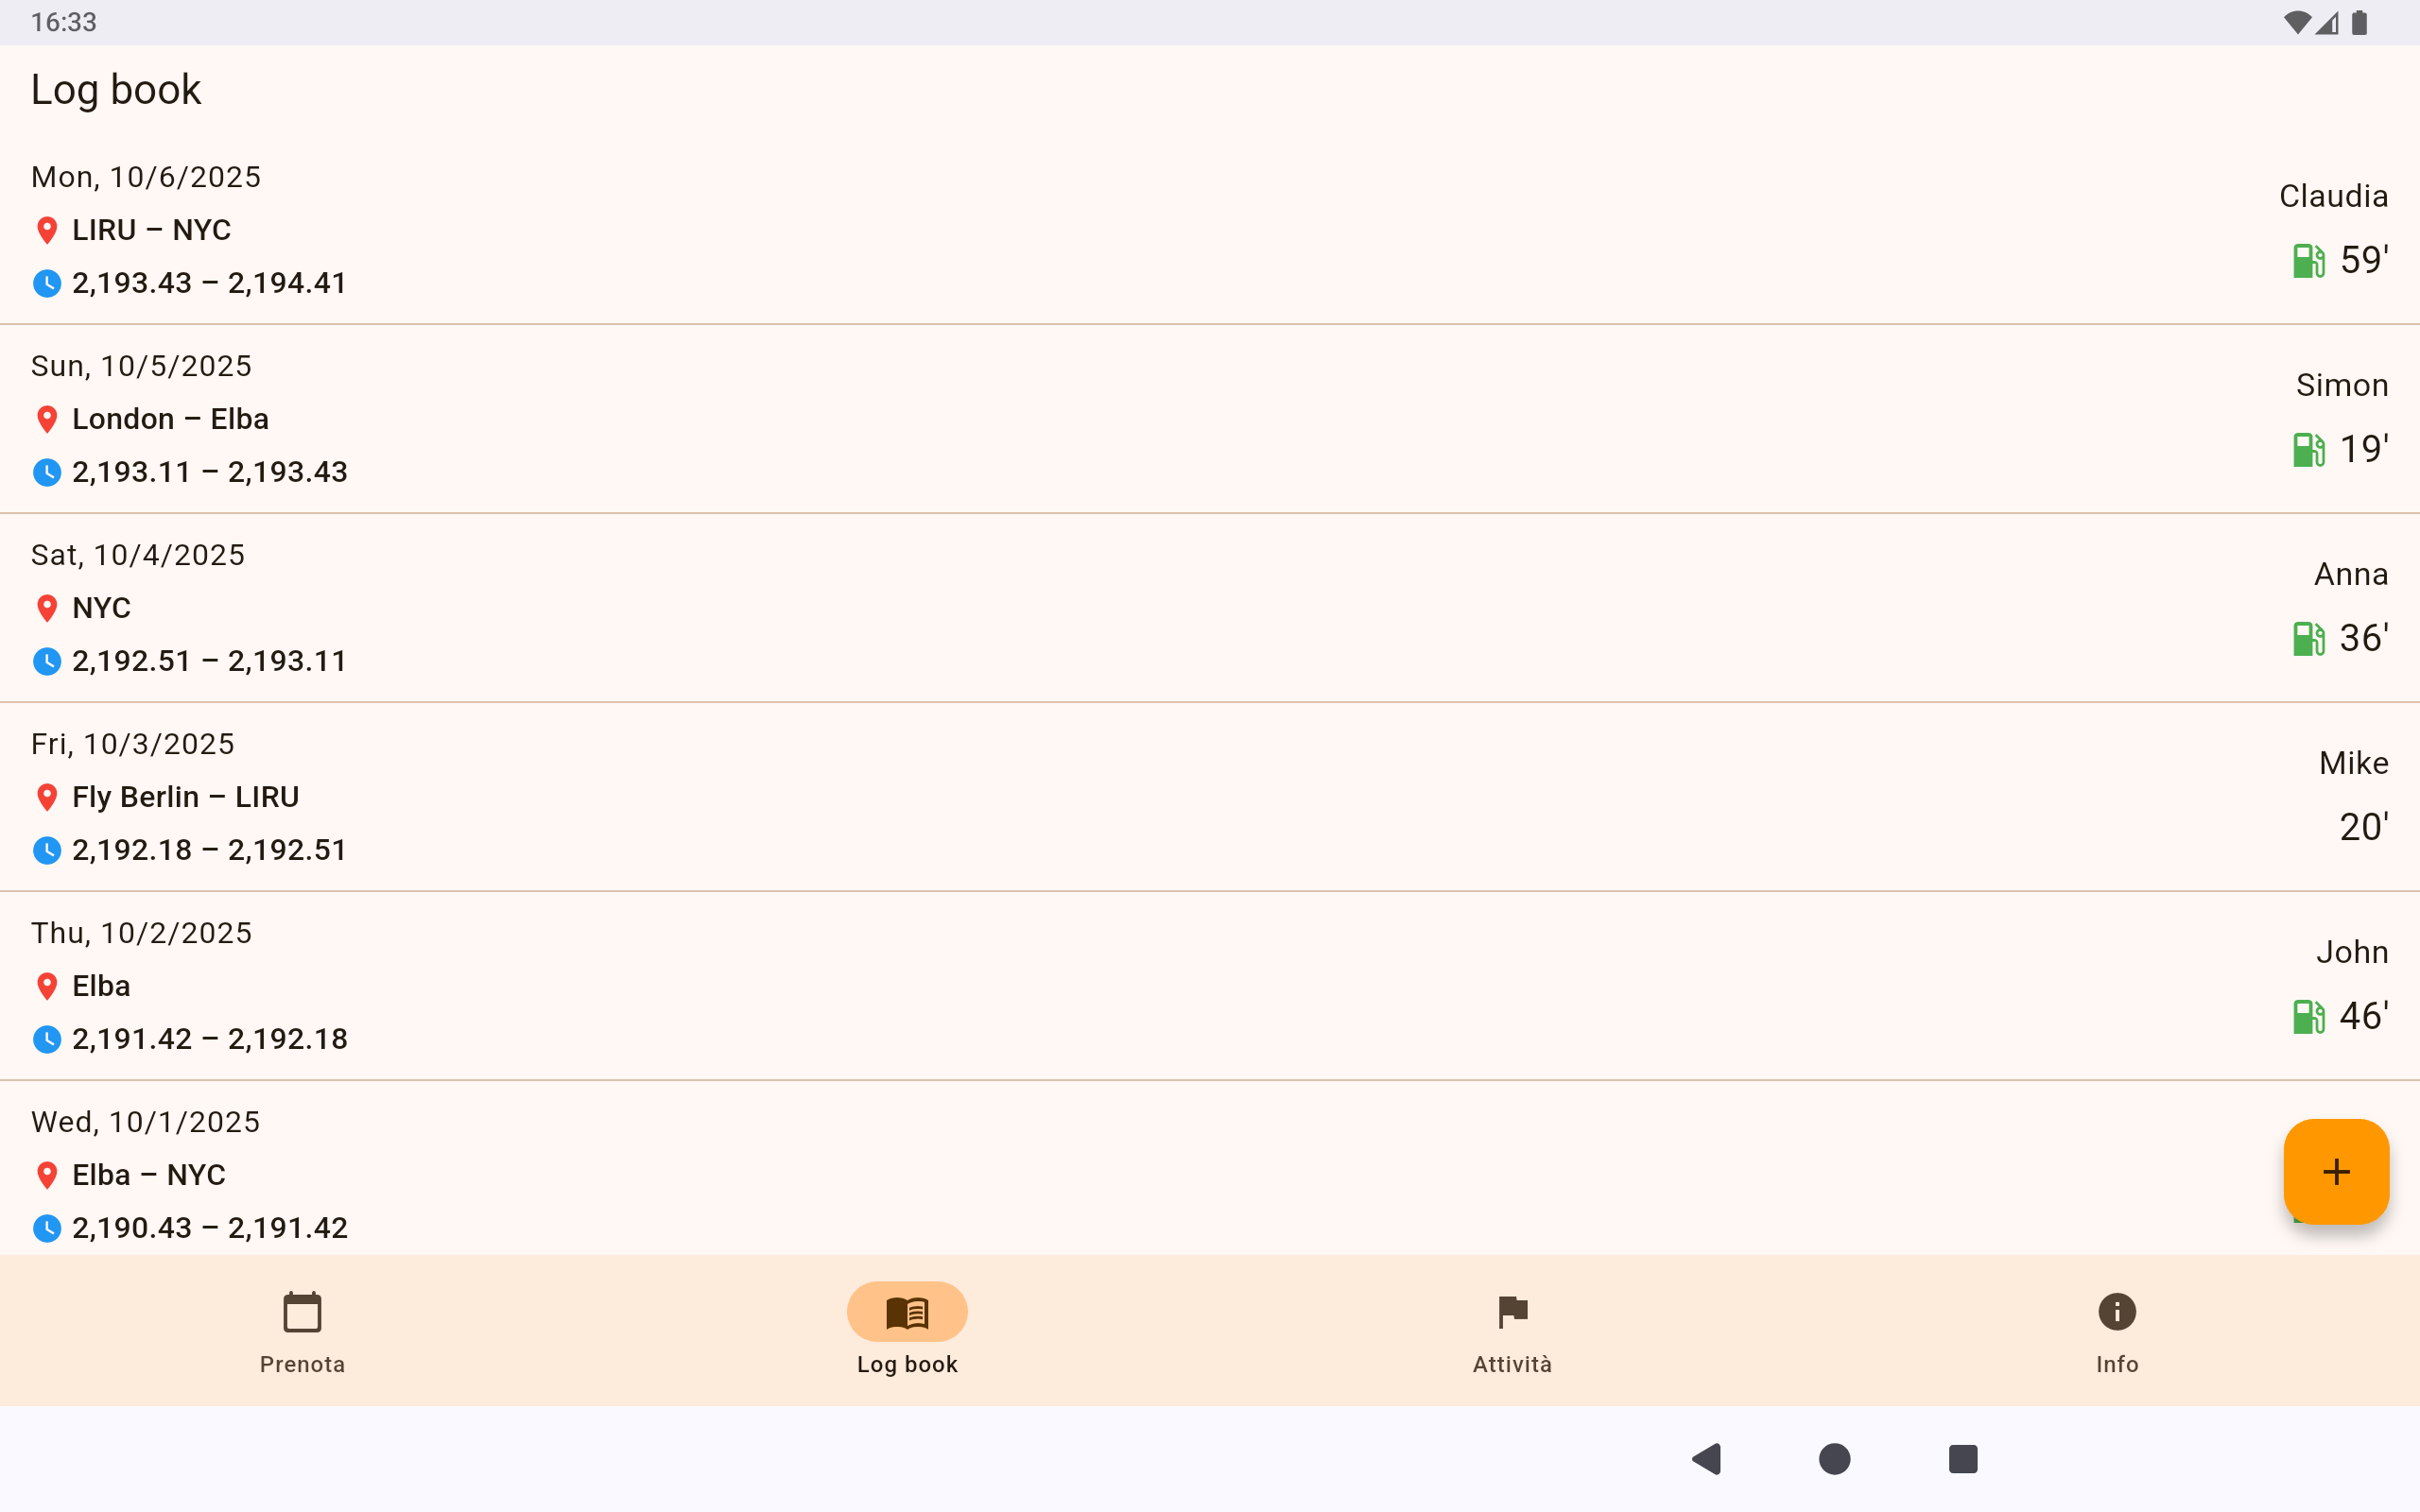 16:33
Log book
Mon, 10/6/2025
LIRU – NYC
2,193.43 – 2,194.41
Claudia
59'
Sun, 10/5/2025
London – Elba
2,193.11 – 2,193.43
Simon
19'
Sat, 10/4/2025
NYC
2,192.51 – 2,193.11
Anna
36'
Fri, 10/3/2025
Fly Berlin – LIRU
2,192.18 – 2,192.51
Mike
20'
Thu, 10/2/2025
Elba
2,191.42 – 2,192.18
John
46'
Wed, 10/1/2025
Elba – NYC
2,190.43 – 2,191.42
Prenota
Log book
Attività
Info